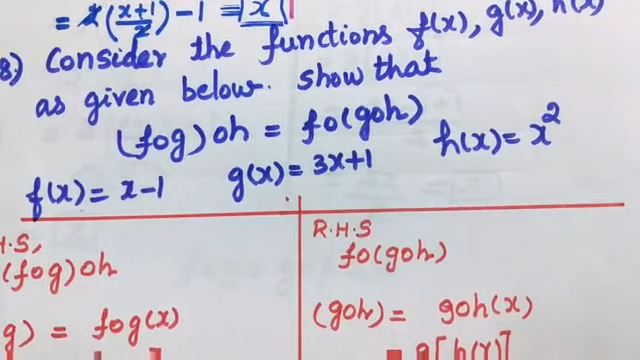 = 2(x+1/2) - 1 = x
8) Consider the functions f(x), g(x), h(x)
as given below. show that
(fog)oh = fo(goh)
f(x) = x-1 g(x) = 3x+1 h(x) = x²
H.S,
(fog)oh
g) = fog(x)
R.H.S
fo(goh)
(goh) = goh(x)
g[h(x)]